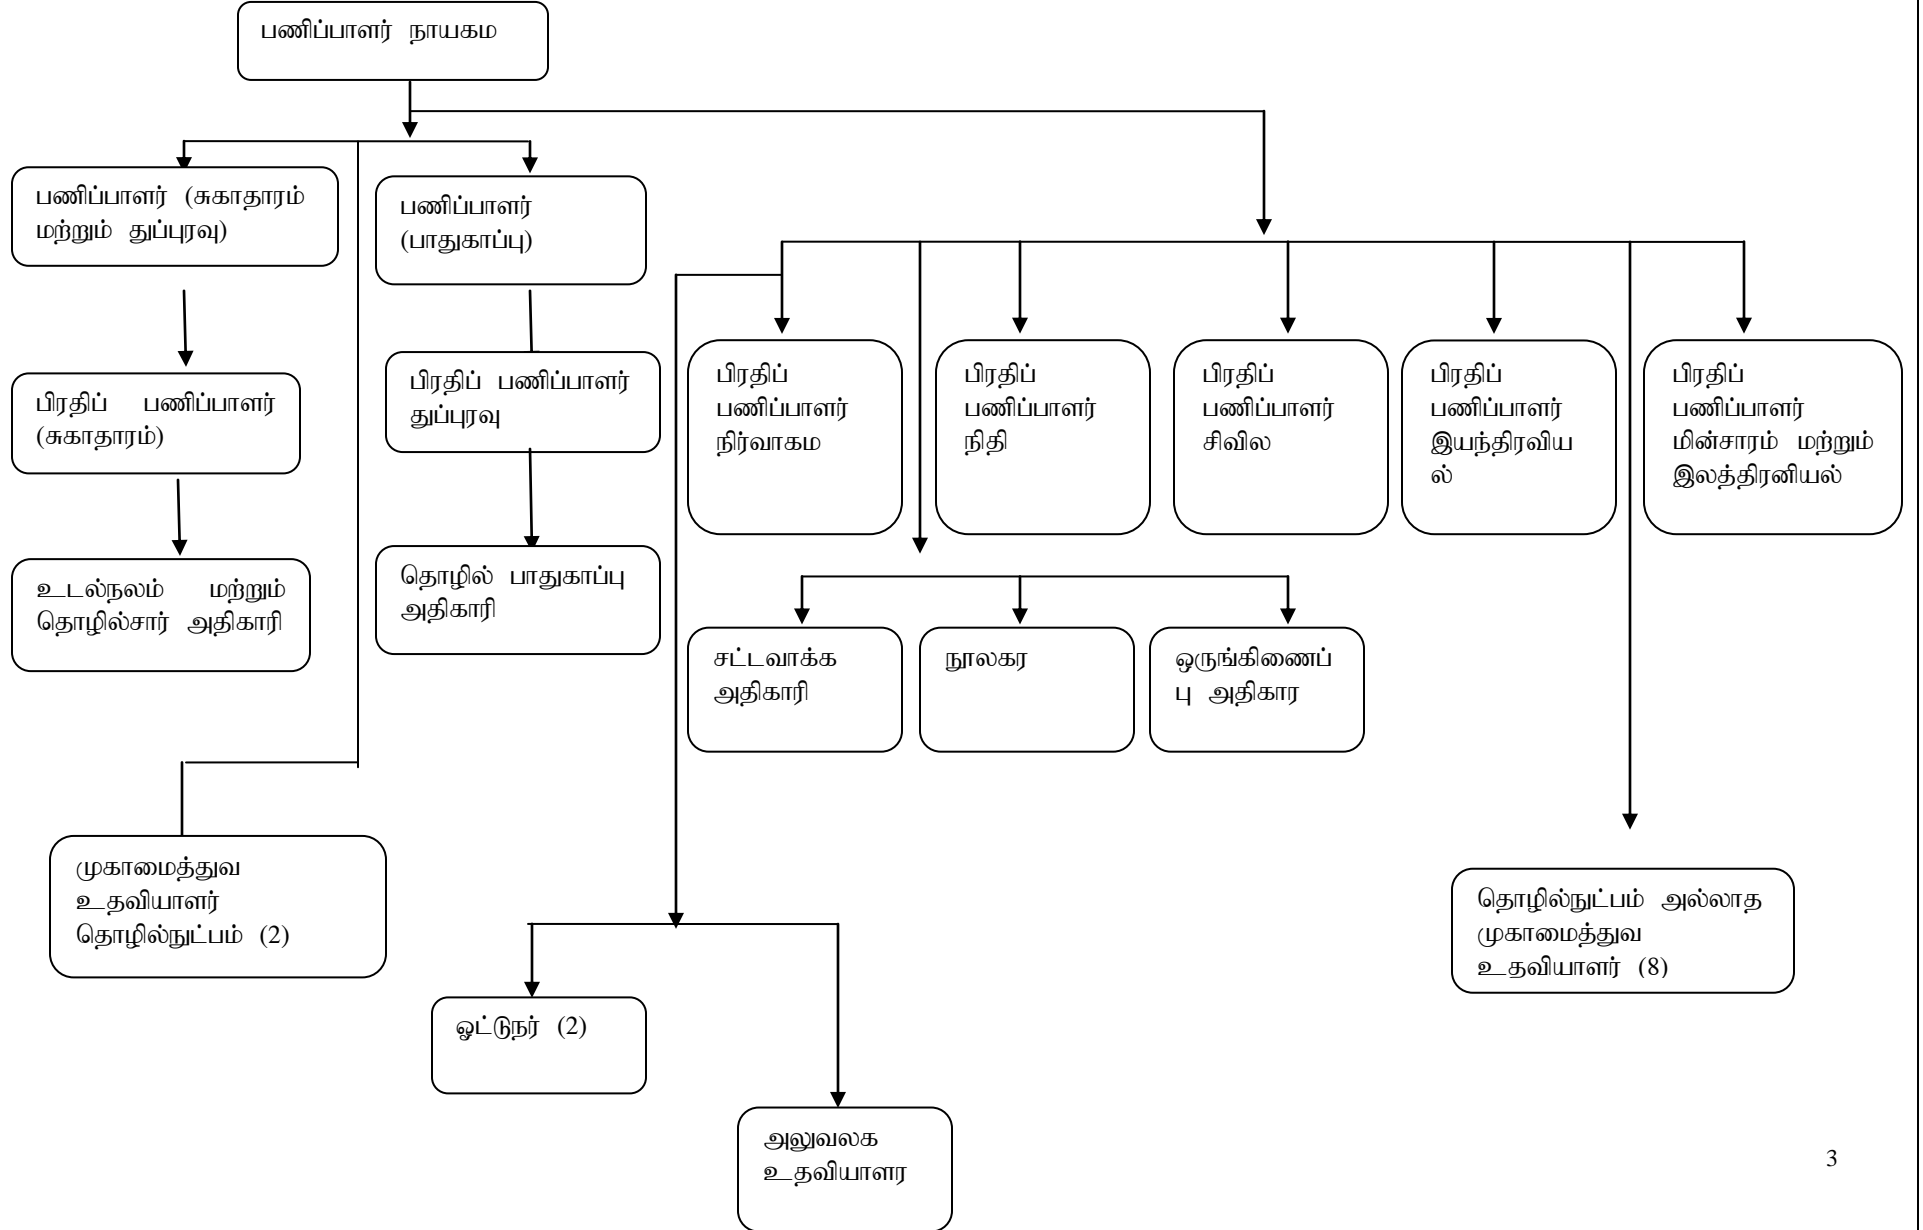 பணிப்பாளர் நாயகம
பணிப்பாளர் (சுகாதாரம்
மற்றும் துப்புரவு)
பணிப்பாளர்
(பாதுகாப்பு)
பிரதிப் பணிப்பாளர்
(சுகாதாரம்)
பிரதிப் பணிப்பாளர்
துப்புரவு
பிரதிப்
பணிப்பாளர்
நிர்வாகம
பிரதிப்
பணிப்பாளர்
நிதி
பிரதிப்
பணிப்பாளர்
சிவில
பிரதிப்
பணிப்பாளர்
இயந்திரவிய
ல்
பிரதிப்
பணிப்பாளர்
மின்சாரம் மற்றும்
இலத்திரனியல்
உடல்நலம் மற்றும்
தொழில்சார் அதிகாரி
தொழில் பாதுகாப்பு
அதிகாரி
சட்டவாக்க
அதிகாரி
நூலகர
ஒருங்கிணைப்
பு அதிகார
முகாமைத்துவ
உதவியாளர்
தொழில்நுட்பம் (2)
தொழில்நுட்பம் அல்லாத
முகாமைத்துவ
உதவியாளர் (8)
ஓட்டுநர் (2)
அலுவலக
உதவியாளர
3